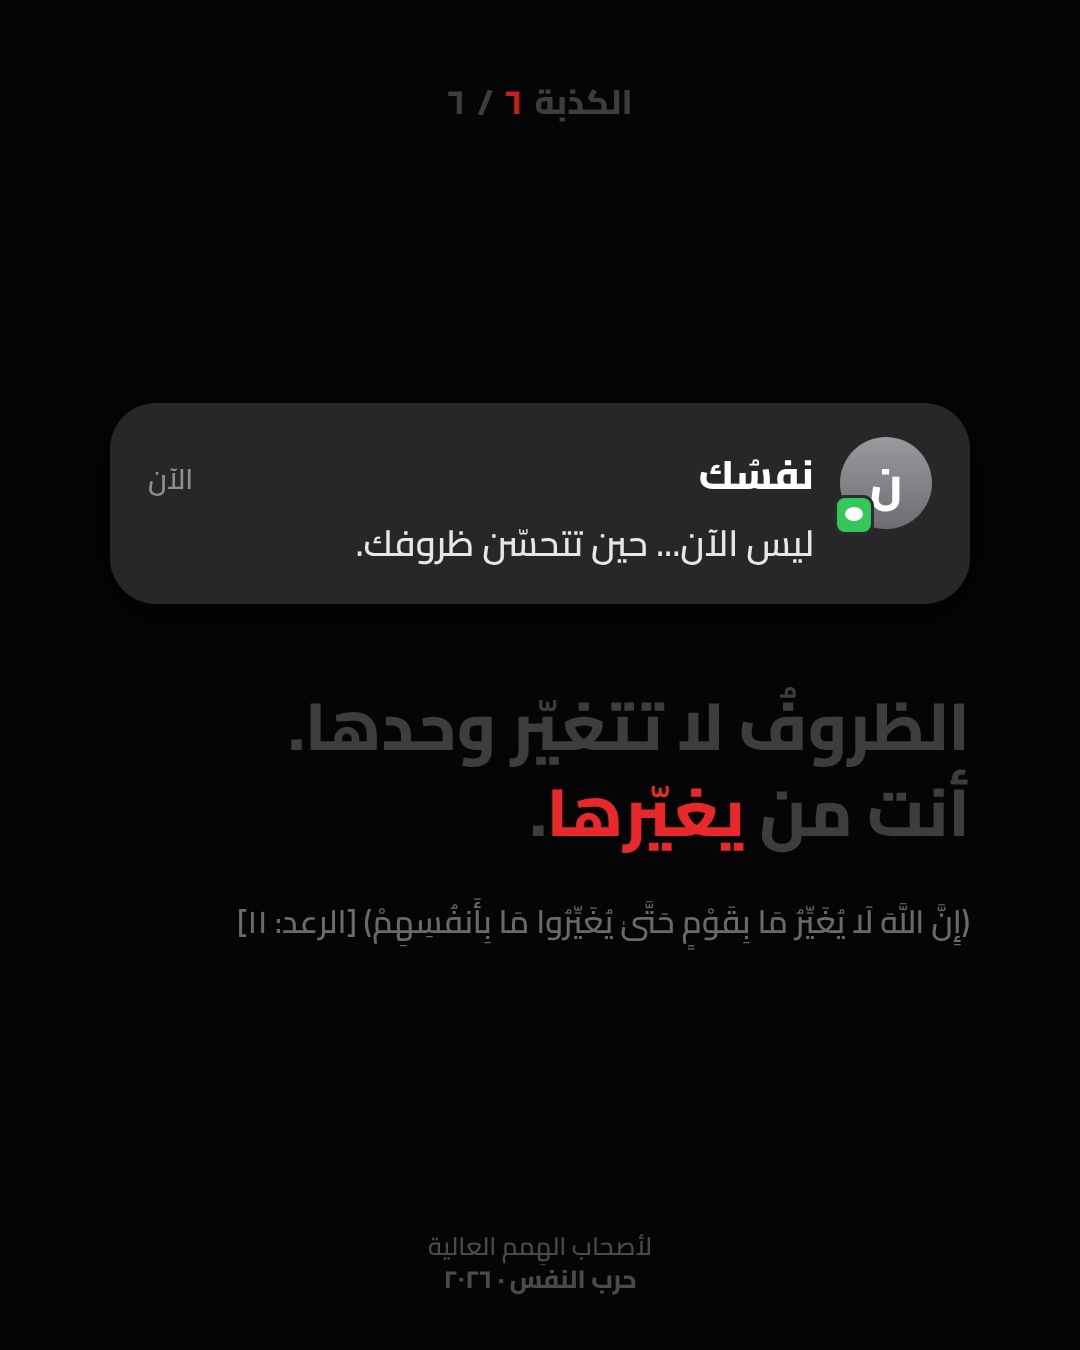 الكذبة ٦ / ٦
ن
نفسُك
الآن
ليس الآن... حين تتحسّن ظروفك.
الظروفُ لا تتغيّر وحدها.
أنت من يغيّرها.
(إِنَّ اللَّهَ لَا يُغَيِّرُ مَا بِقَوْمٍ حَتَّىٰ يُغَيِّرُوا مَا بِأَنفُسِهِمْ) [الرعد: ١١]
لأصحاب الهِمم العالية
حرب النفس · ٢٠٢٦